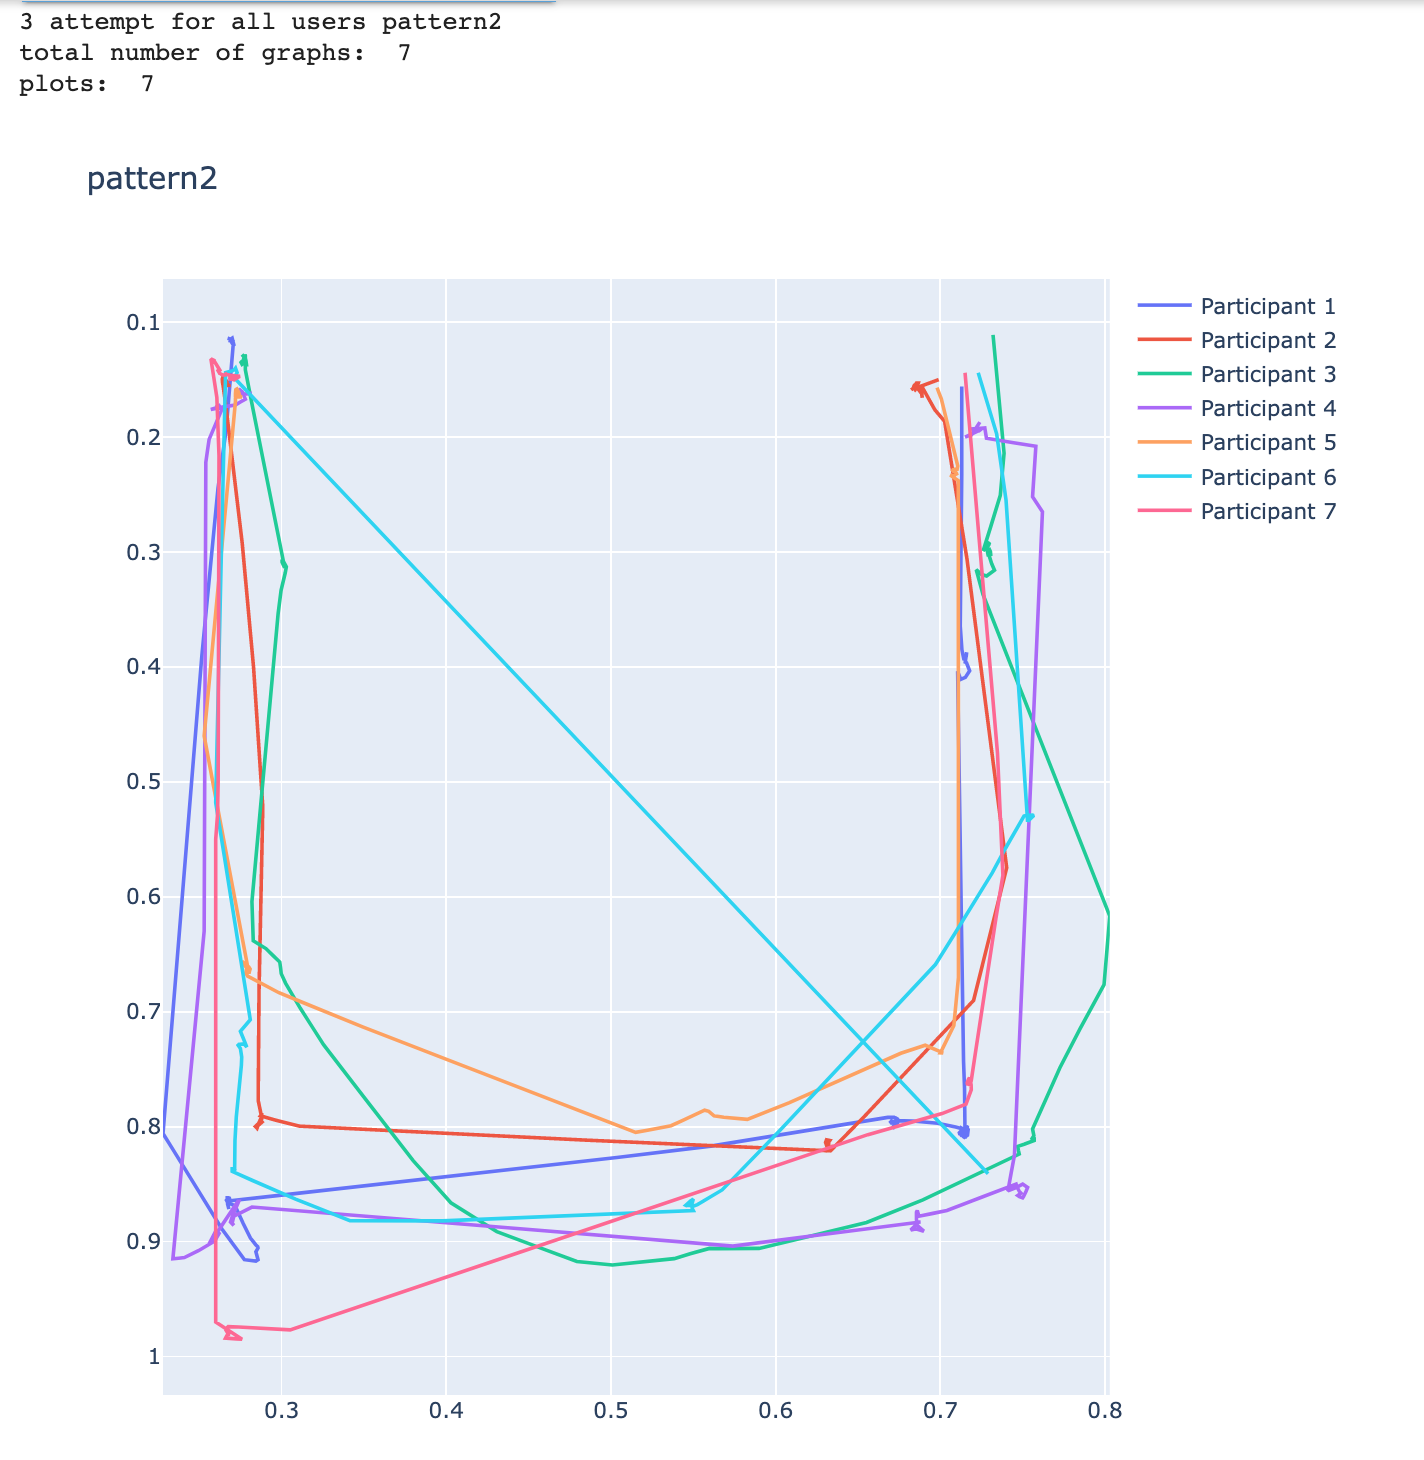 3 attempt for all users pattern2
total number of graphs:  7
plots:  7
pattern2
Participant 1
Participant 2
Participant 3
Participant 4
Participant 5
Participant 6
Participant 7
0.1
0.2
0.3
0.4
0.5
0.6
0.7
0.8
0.9
1
0.3 0.4 0.5 0.6 0.7 0.8